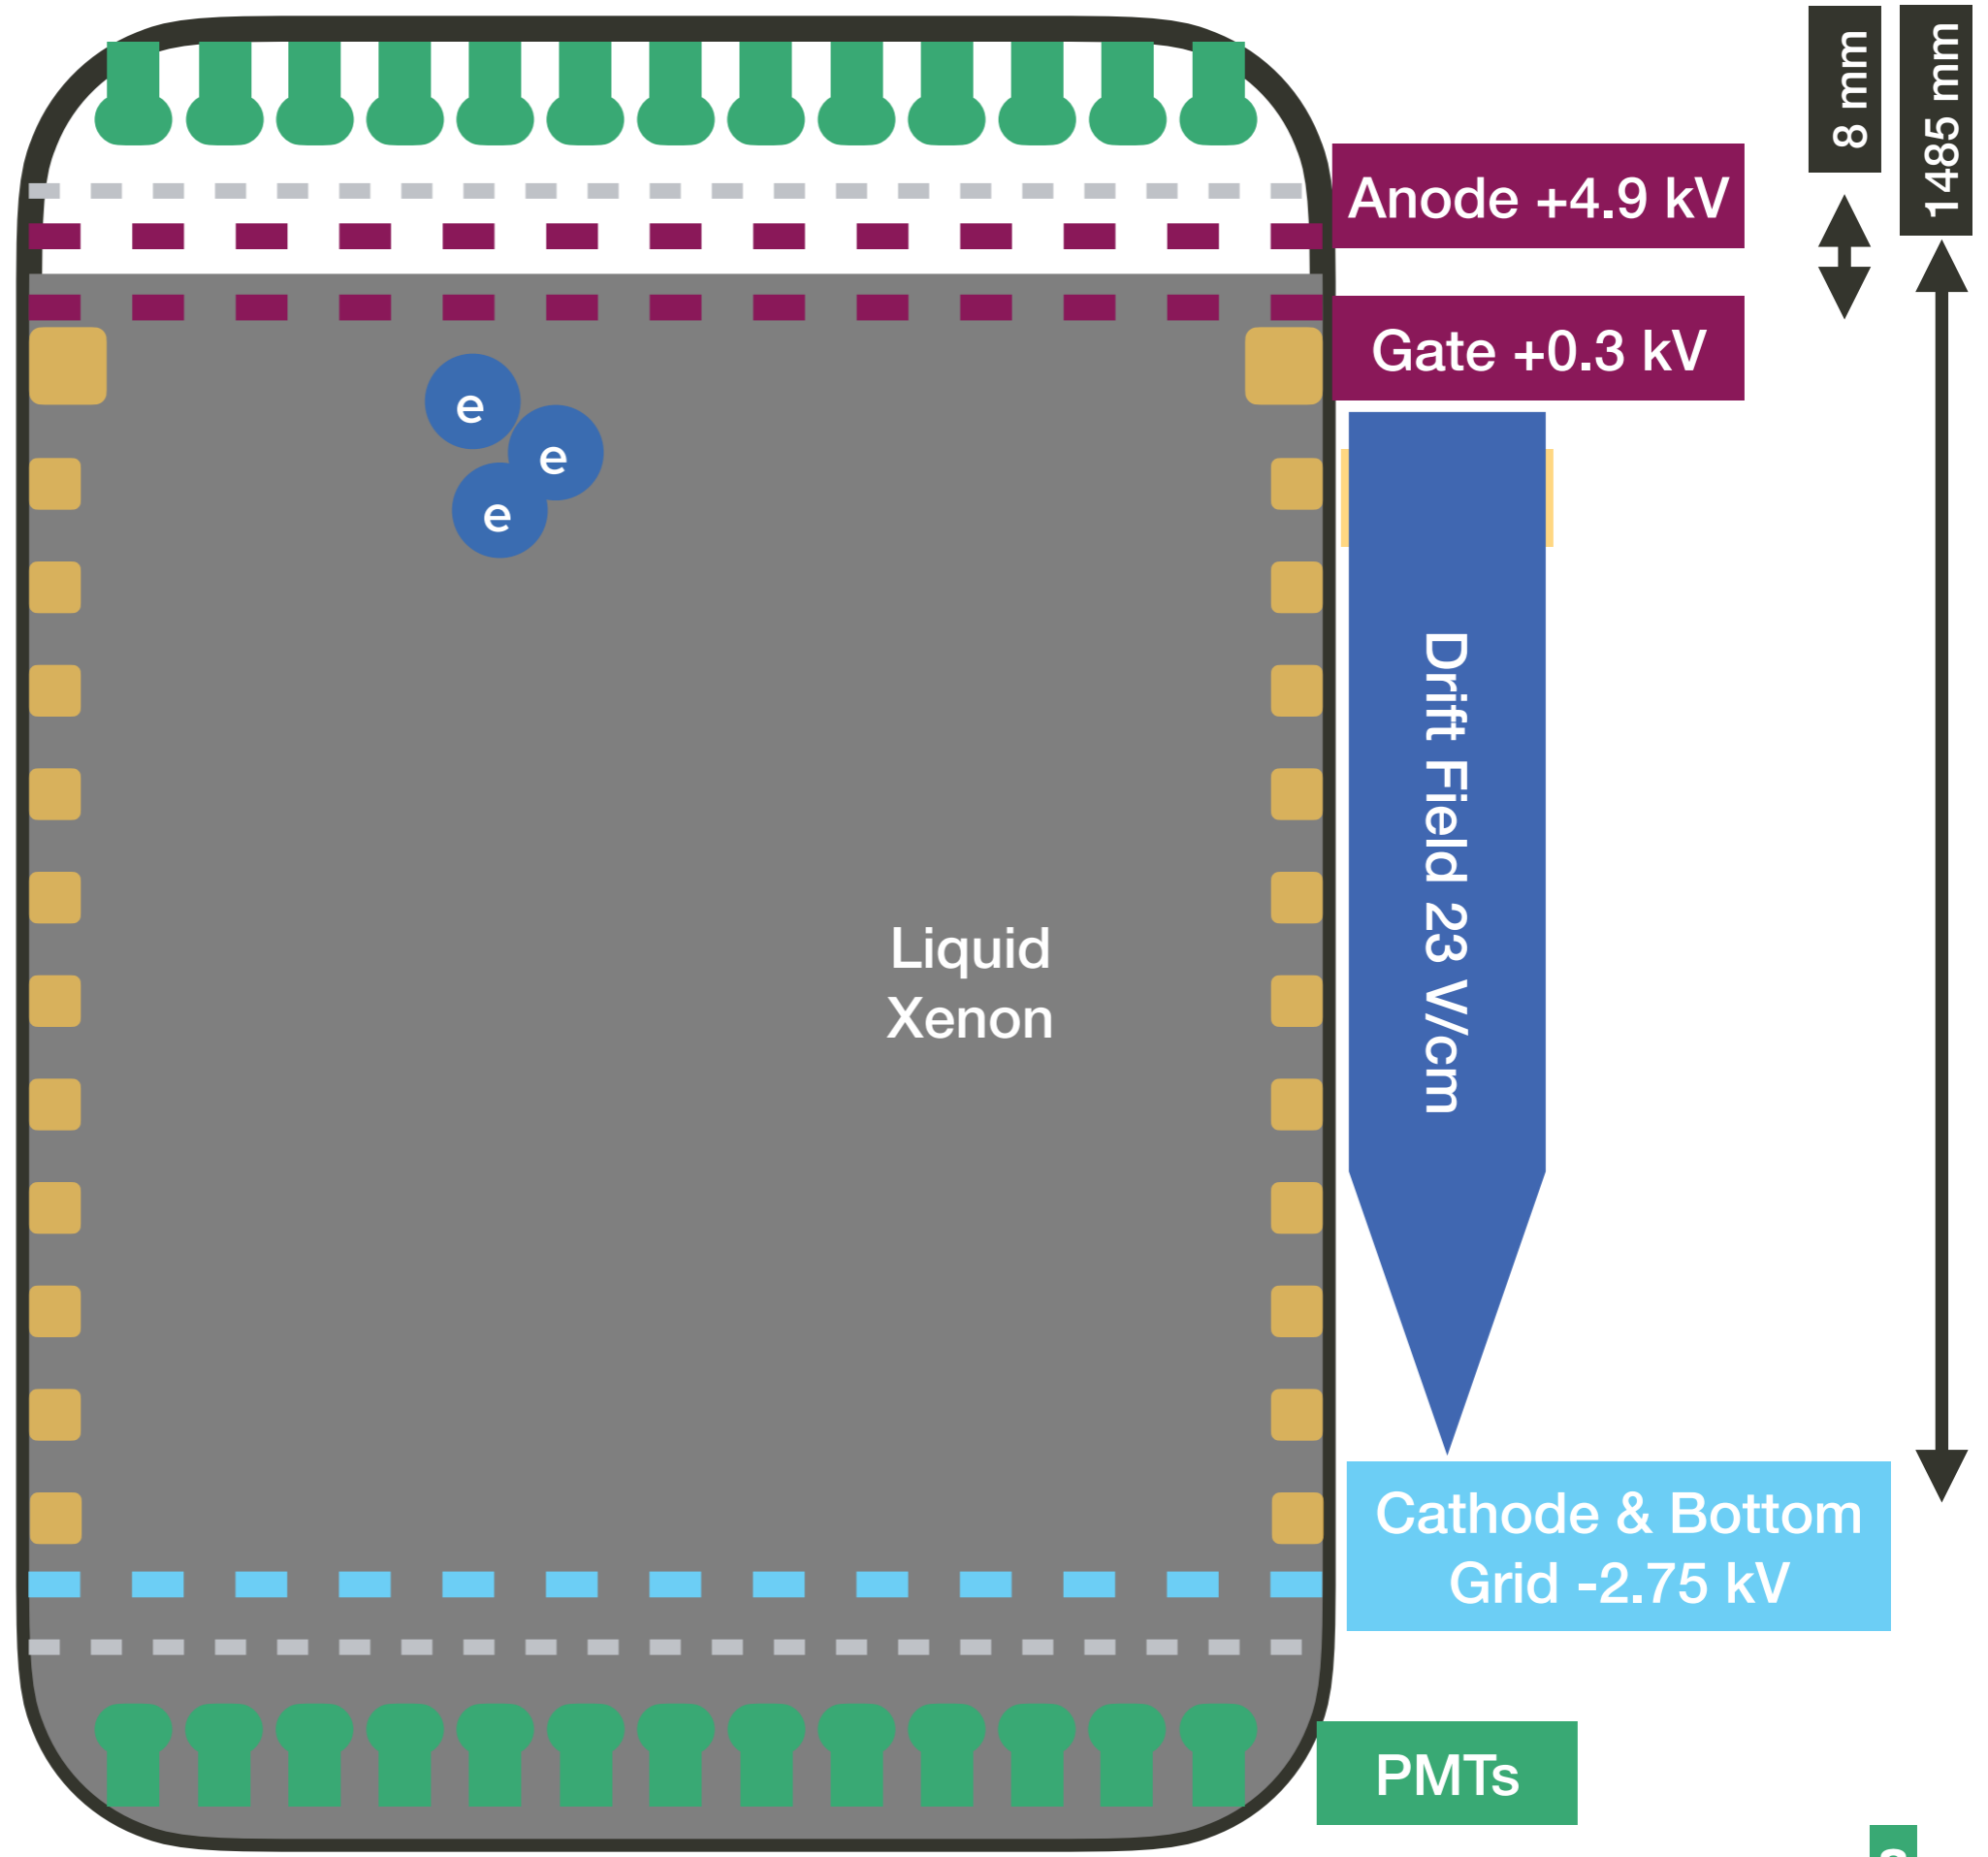 8 mm
1485 mm
Anode +4.9 kV
Gate +0.3 kV
e
e
e
Drift Field 23 V/cm
Liquid
Xenon
Cathode & Bottom
Grid -2.75 kV
PMTs